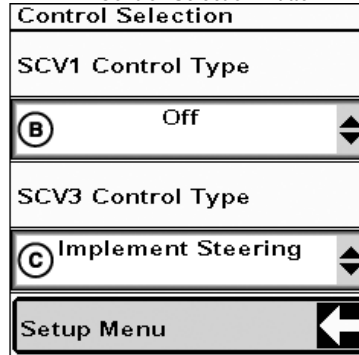 Control Selection
SCV1 Control Type
B
Off
SCV3 Control Type
C
Implement Steering
Setup Menu